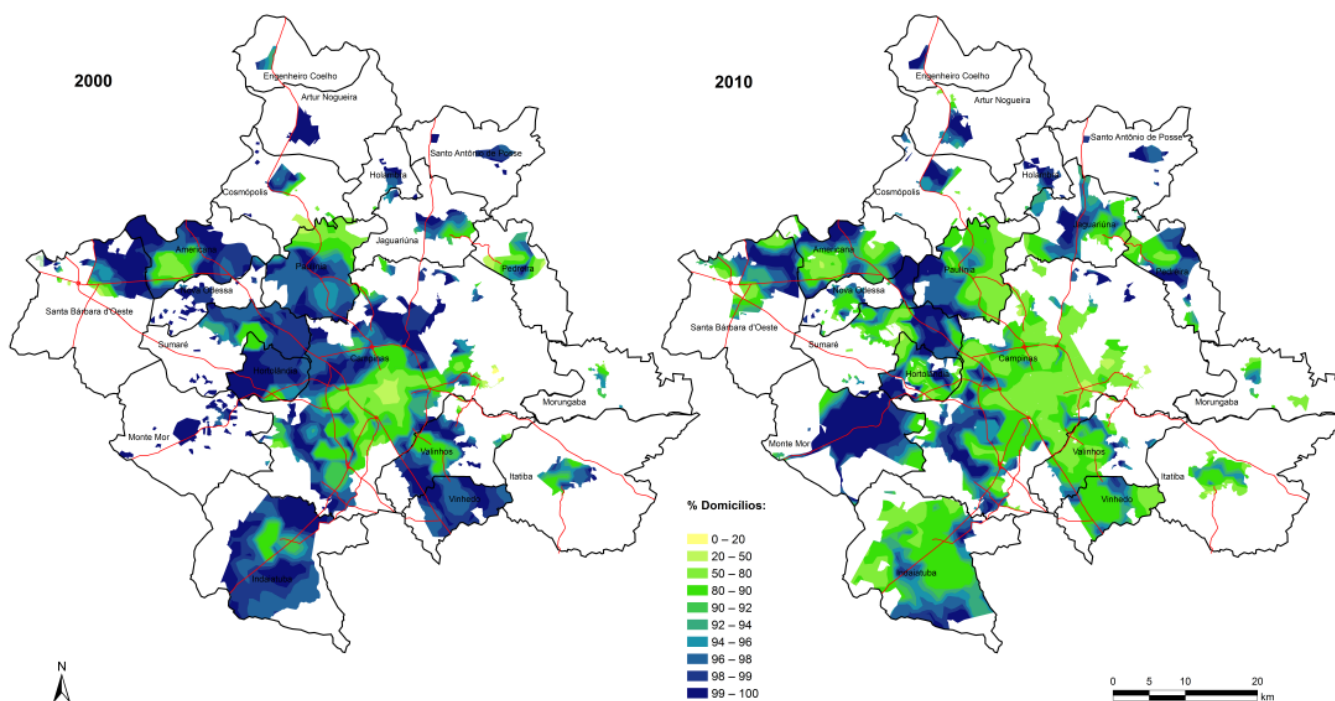 2000
Engenheiro Coelho
Artur Nogueira
Santo Antônio de Posse
Holambra
Cosmópolis
Jaguariúna
Americana
Paulínia
Pedreira
Nova Odessa
Santa Bárbara d'Oeste
Sumaré
Campinas
Hortolândia
Morungaba
Monte Mor
Valinhos
Itatiba
Vinhedo
Indaiatuba
N
2010
Engenheiro Coelho
Artur Nogueira
Santo Antônio de Posse
Holambra
Cosmópolis
Jaguariúna
Americana
Paulínia
Pedreira
Nova Odessa
Santa Bárbara d'Oeste
Sumaré
Campinas
Hortolândia
Morungaba
Monte Mor
Valinhos
Itatiba
Vinhedo
Indaiatuba
% Domicílios:
0 – 20
20 – 50
50 – 80
80 – 90
90 – 92
92 – 94
94 – 96
96 – 98
98 – 99
99 – 100
0 5 10 20
km